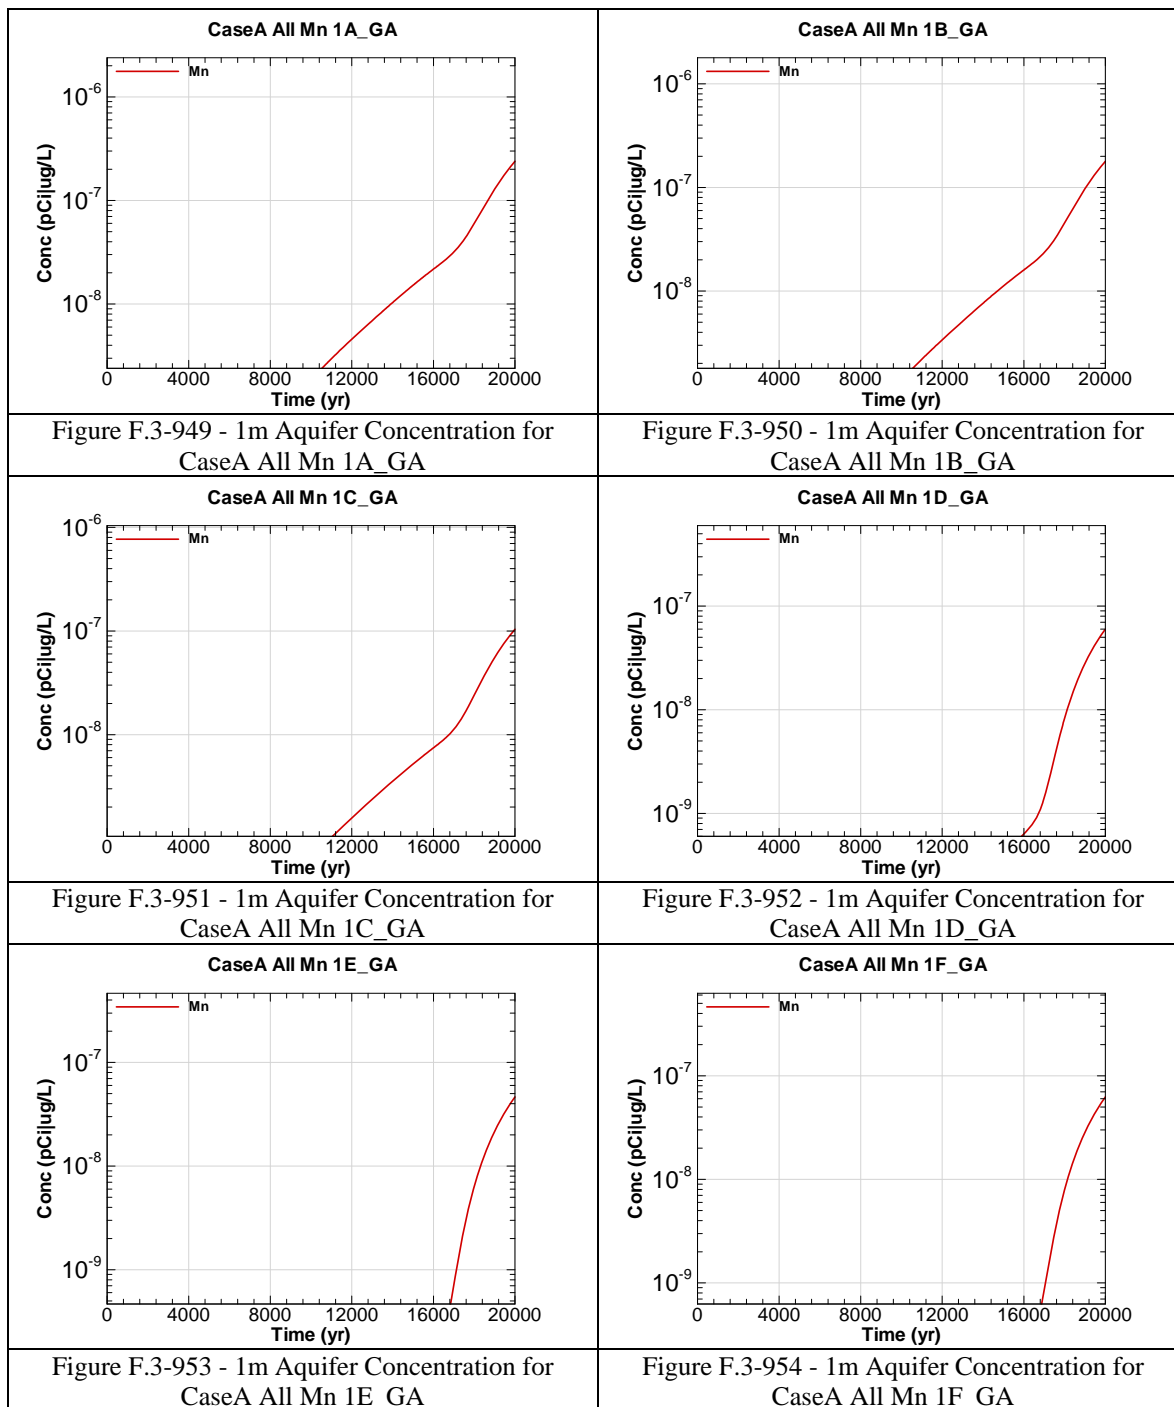 CaseA All Mn 1A_GA
Mn
Conc (pCi|ug/L)
10-6
10-7
10-8
0 4000 8000 12000 16000 20000
Time (yr)
Figure F.3-949 - 1m Aquifer Concentration for
CaseA All Mn 1A_GA
CaseA All Mn 1B_GA
Mn
Conc (pCi|ug/L)
10-6
10-7
10-8
0 4000 8000 12000 16000 20000
Time (yr)
Figure F.3-950 - 1m Aquifer Concentration for
CaseA All Mn 1B_GA
CaseA All Mn 1C_GA
Mn
Conc (pCi|ug/L)
10-6
10-7
10-8
0 4000 8000 12000 16000 20000
Time (yr)
Figure F.3-951 - 1m Aquifer Concentration for
CaseA All Mn 1C_GA
CaseA All Mn 1D_GA
Mn
Conc (pCi|ug/L)
10-7
10-8
10-9
0 4000 8000 12000 16000 20000
Time (yr)
Figure F.3-952 - 1m Aquifer Concentration for
CaseA All Mn 1D_GA
CaseA All Mn 1E_GA
Mn
Conc (pCi|ug/L)
10-7
10-8
10-9
0 4000 8000 12000 16000 20000
Time (yr)
Figure F.3-953 - 1m Aquifer Concentration for
CaseA All Mn 1E_GA
CaseA All Mn 1F_GA
Mn
Conc (pCi|ug/L)
10-7
10-8
10-9
0 4000 8000 12000 16000 20000
Time (yr)
Figure F.3-954 - 1m Aquifer Concentration for
CaseA All Mn 1F_GA